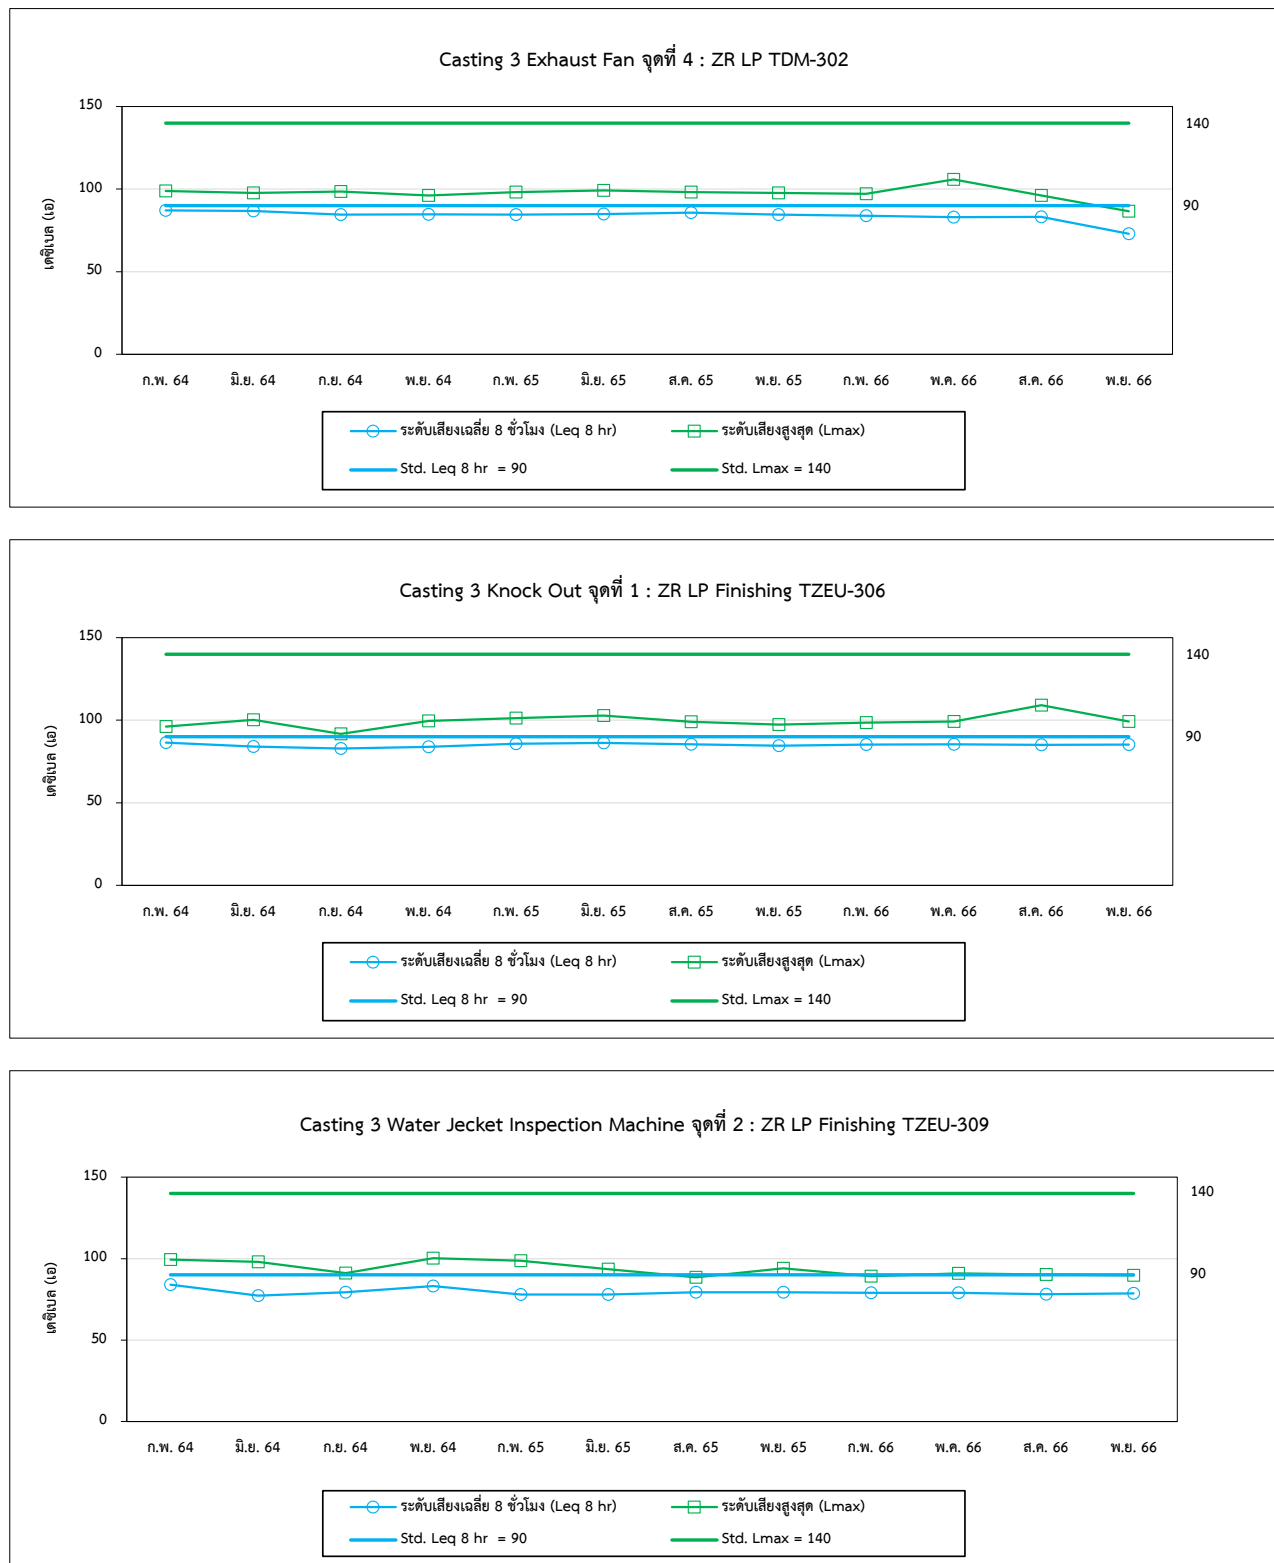 Casting 3 Exhaust Fan จุดที่ 4 : ZR LP TDM-302
150
140
100
90
50
0
เดซิเบล (เอ)
ก.พ. 64 มิ.ย. 64 ก.ย. 64 พ.ย. 64 ก.พ. 65 มิ.ย. 65 ส.ค. 65 พ.ย. 65 ก.พ. 66 พ.ค. 66 ส.ค. 66 พ.ย. 66
ระดับเสียงเฉลี่ย 8 ชั่วโมง (Leq 8 hr) ระดับเสียงสูงสุด (Lmax)
Std. Leq 8 hr = 90 Std. Lmax = 140
Casting 3 Knock Out จุดที่ 1 : ZR LP Finishing TZEU-306
150
140
100
90
50
0
เดซิเบล (เอ)
ก.พ. 64 มิ.ย. 64 ก.ย. 64 พ.ย. 64 ก.พ. 65 มิ.ย. 65 ส.ค. 65 พ.ย. 65 ก.พ. 66 พ.ค. 66 ส.ค. 66 พ.ย. 66
ระดับเสียงเฉลี่ย 8 ชั่วโมง (Leq 8 hr) ระดับเสียงสูงสุด (Lmax)
Std. Leq 8 hr = 90 Std. Lmax = 140
Casting 3 Water Jecket Inspection Machine จุดที่ 2 : ZR LP Finishing TZEU-309
150
140
100
90
50
0
เดซิเบล (เอ)
ก.พ. 64 มิ.ย. 64 ก.ย. 64 พ.ย. 64 ก.พ. 65 มิ.ย. 65 ส.ค. 65 พ.ย. 65 ก.พ. 66 พ.ค. 66 ส.ค. 66 พ.ย. 66
ระดับเสียงเฉลี่ย 8 ชั่วโมง (Leq 8 hr) ระดับเสียงสูงสุด (Lmax)
Std. Leq 8 hr = 90 Std. Lmax = 140